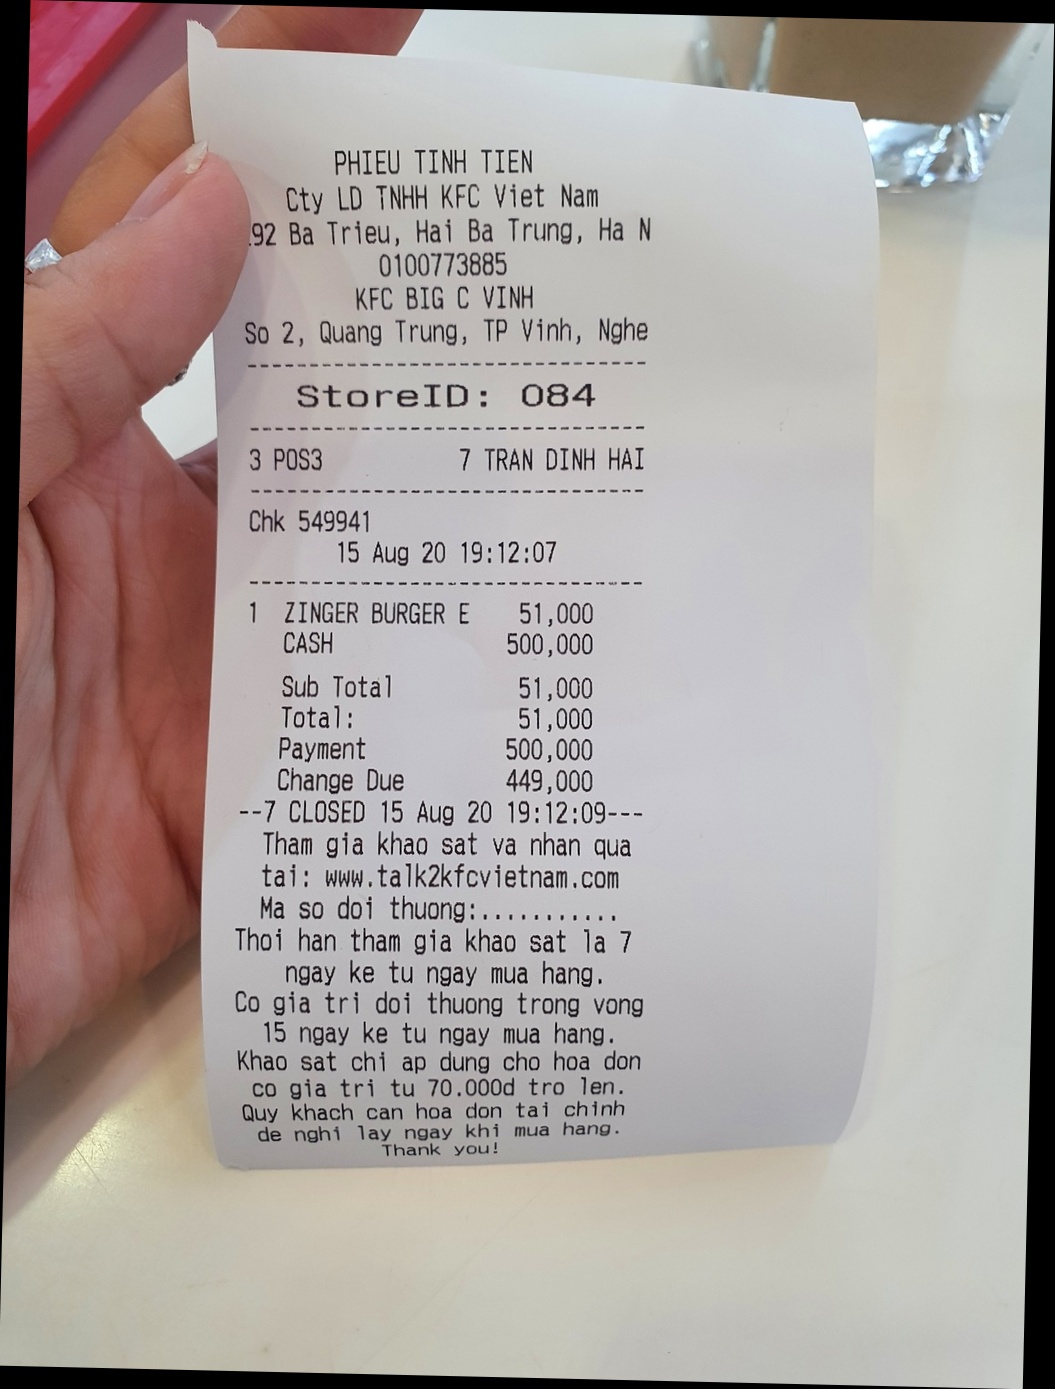 PHIEU TINH TIEN
Cty LD TNHH KFC Viet Nam
92 Ba Trieu, Hai Ba Trung, Ha N
0100773885
KFC BIG C VINH
So 2, Quang Trung, TP Vinh, Nghe
--------------------------------
StoreID: 084
--------------------------------
3 POS3 7 TRAN DINH HAI
--------------------------------
Chk 549941
15 Aug 20 19:12:07
--------------------------------
1 ZINGER BURGER E 51,000
CASH 500,000
Sub Total 51,000
Total: 51,000
Payment 500,000
Change Due 449,000
--7 CLOSED 15 Aug 20 19:12:09---
Tham gia khao sat va nhan qua
tai: www.talk2kfcvietnam.com
Ma so doi thuong:...........
Thoi han tham gia khao sat la 7
ngay ke tu ngay mua hang.
Co gia tri doi thuong trong vong
15 ngay ke tu ngay mua hang.
Khao sat chi ap dung cho hoa don
co gia tri tu 70.000d tro len.
Quy khach can hoa don tai chinh
de nghi lay ngay khi mua hang.
Thank you!